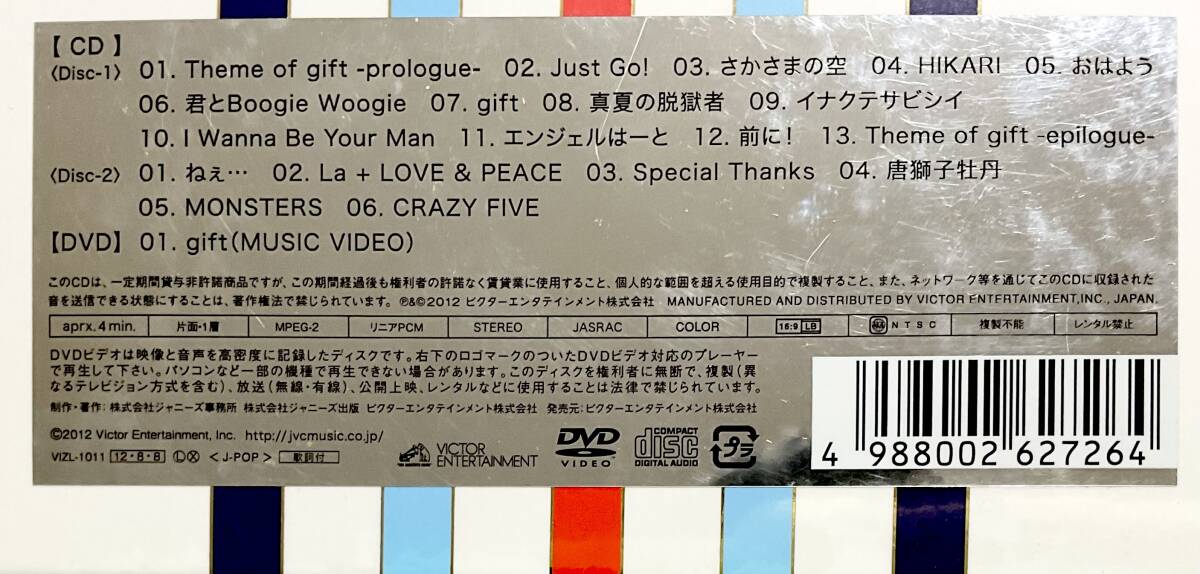 【 CD 】
〈Disc-1〉 01. Theme of gift -prologue- 02. Just Go! 03. さかさまの空 04. HIKARI 05. おはよう
06. 君とBoogie Woogie 07. gift 08. 真夏の脱獄者 09. イナクテサビシイ
10. I Wanna Be Your Man 11. エンジェルはーと 12. 前に! 13. Theme of gift -epilogue-
〈Disc-2〉 01. ねぇ… 02. La + LOVE & PEACE 03. Special Thanks 04. 唐獅子牡丹
05. MONSTERS 06. CRAZY FIVE
【DVD】 01. gift(MUSIC VIDEO)
このCDは、一定期間貸与非許諾商品ですが、この期間経過後も権利者の許諾なく賃貸業に使用すること、個人的な範囲を超える使用目的で複製すること、また、ネットワーク等を通じてこのCDに収録された
音を送信できる状態にすることは、著作権法で禁じられています。 ℗&©2012 ビクターエンタテインメント株式会社 MANUFACTURED AND DISTRIBUTED BY VICTOR ENTERTAINMENT,INC., JAPAN.
aprx. 4 min. 片面・1層 MPEG-2 リニアPCM STEREO JASRAC COLOR 16:9 LB NTSC 複製不能 レンタル禁止
DVDビデオは映像と音声を高密度に記録したディスクです。右下のロゴマークのついたDVDビデオ対応のプレーヤー
で再生して下さい。パソコンなど一部の機種で再生できない場合があります。このディスクを権利者に無断で、複製(異
なるテレビジョン方式を含む)、放送(無線・有線)、公開上映、レンタルなどに使用することは法律で禁じられています。
制作・著作:株式会社ジャニーズ事務所 株式会社ジャニーズ出版 ビクターエンタテインメント株式会社 発売元:ビクターエンタテインメント株式会社
©2012 Victor Entertainment, Inc. http://jvcmusic.co.jp/
VIZL-1011 12・8・8 Ⓛ Ⓧ < J-POP > 歌詞付
VICTOR
ENTERTAINMENT
DVD
VIDEO
COMPACT
disc
DIGITAL AUDIO
プラ
4 988002 627264